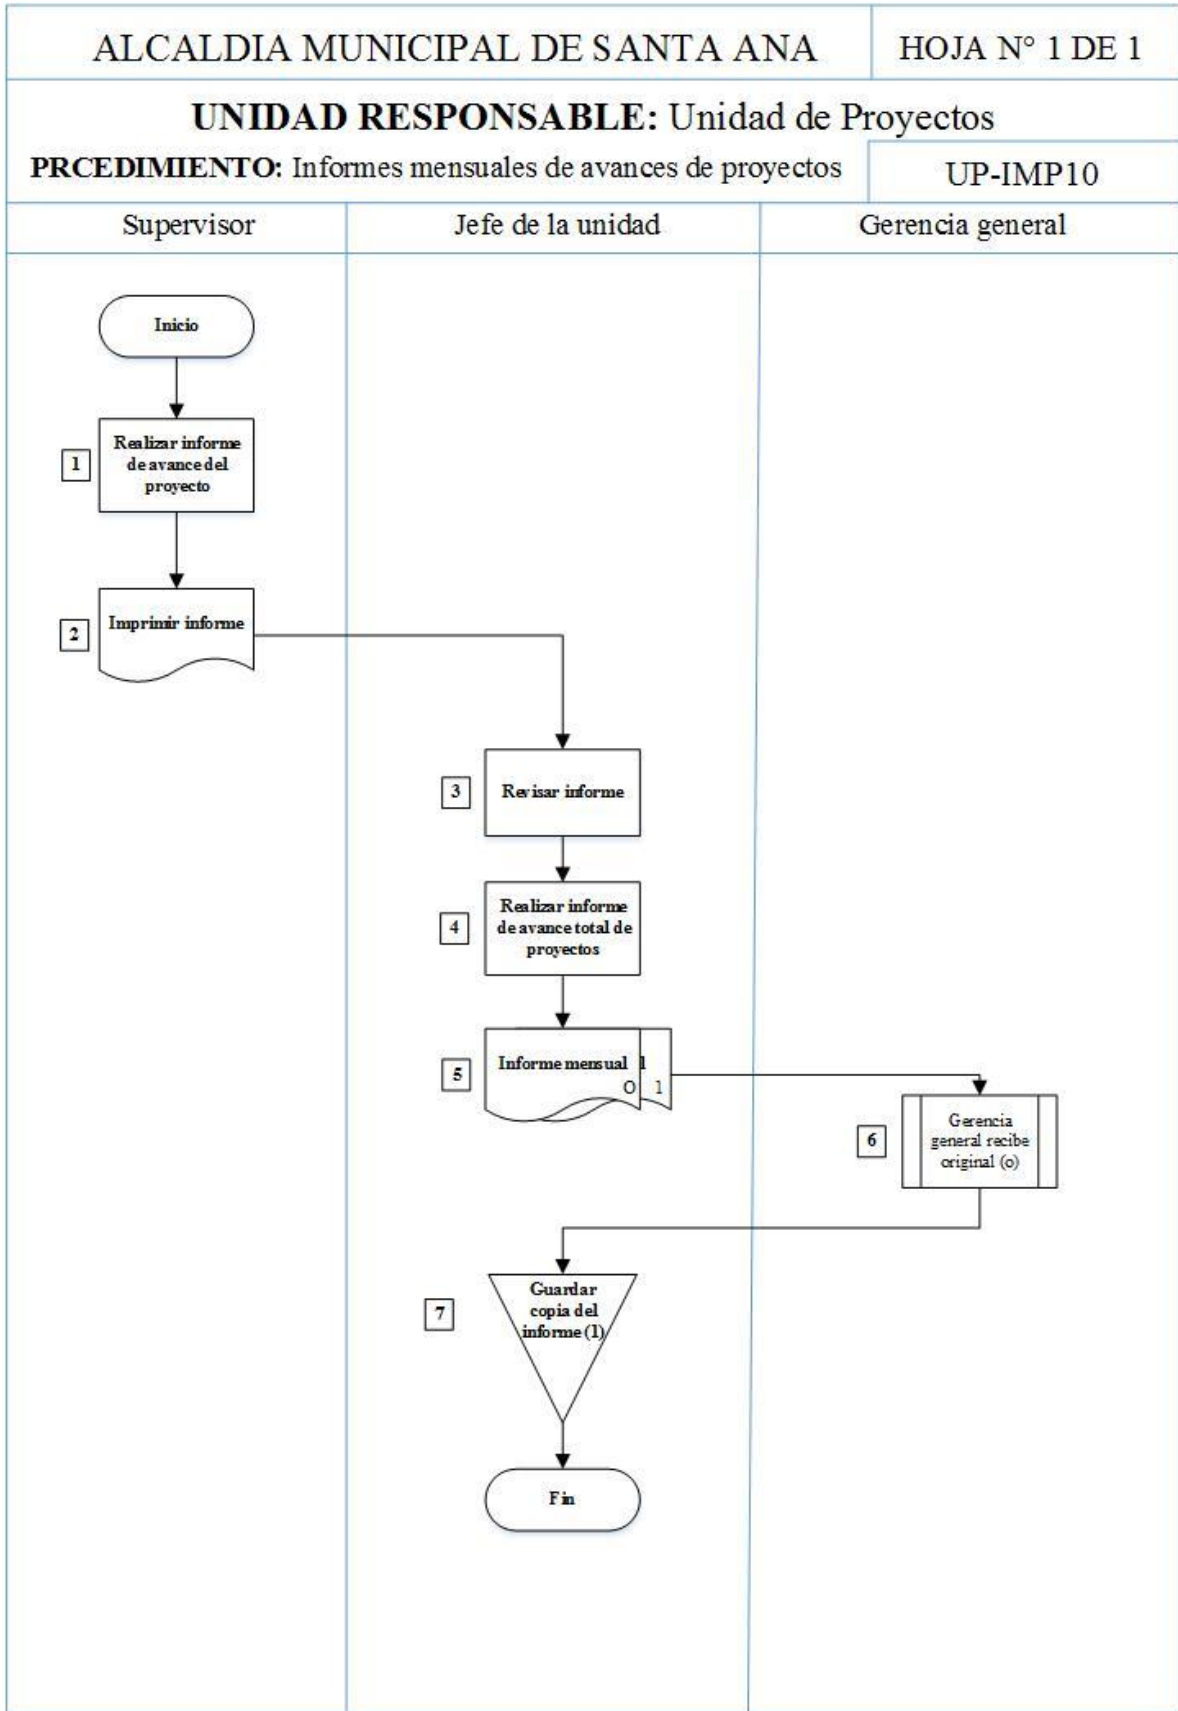 ALCALDIA MUNICIPAL DE SANTA ANA
HOJA N° 1 DE 1
UNIDAD RESPONSABLE: Unidad de Proyectos
PRCEDIMIENTO: Informes mensuales de avances de proyectos
UP-IMP10
Supervisor
Jefe de la unidad
Gerencia general
Inicio
1
Realizar informe
de avance del
proyecto
2
Imprimir informe
3
Revisar informe
4
Realizar informe
de avance total de
proyectos
5
Informe mensual
O
1
6
Gerencia
general recibe
original (o)
7
Guardar
copia del
informe (1)
Fin